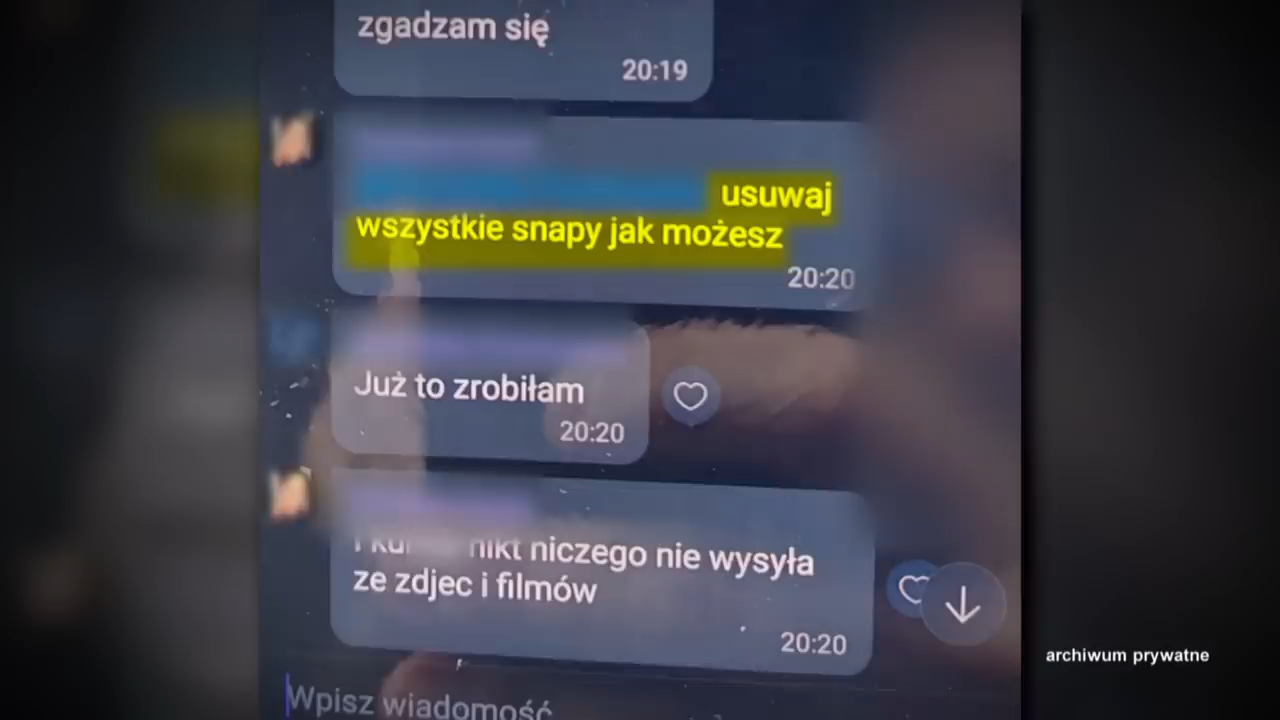 zgadzam się
20:19
usuwaj
wszystkie snapy jak możesz
20:20
Już to zrobiłam
20:20
nikt niczego nie wysyła
ze zdjec i filmów
20:20
archiwum prywatne
Wpisz wiadomość